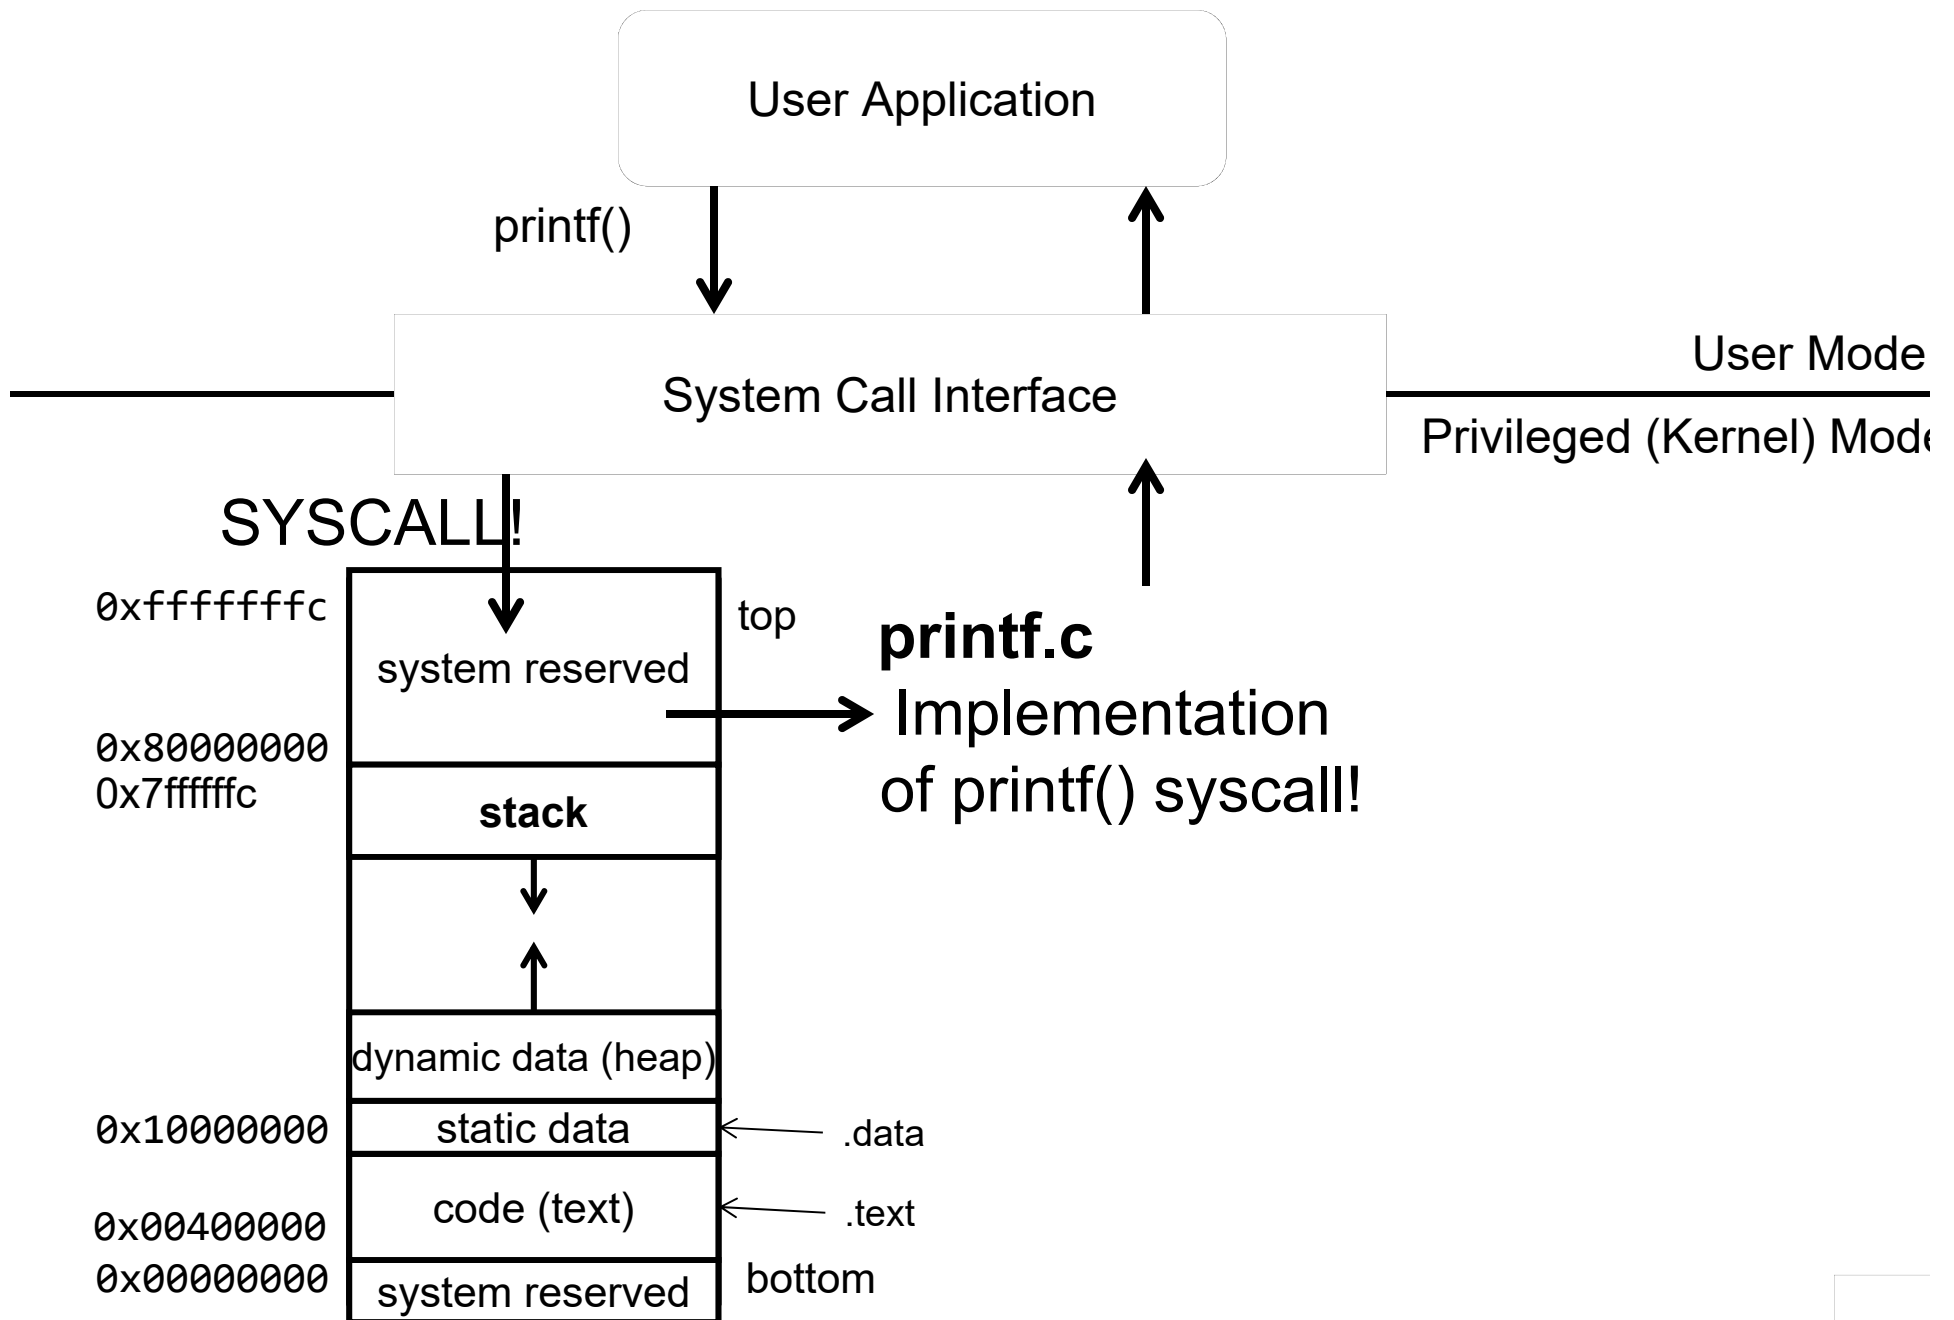 User Application
printf()
System Call Interface
User Mode
Privileged (Kernel) Mode
SYSCALL!
0xfffffffc
top
system reserved
printf.c
Implementation
of printf() syscall!
0x80000000
0x7ffffffc
stack
dynamic data (heap)
0x10000000
static data
.data
code (text)
.text
0x00400000
0x00000000
system reserved
bottom